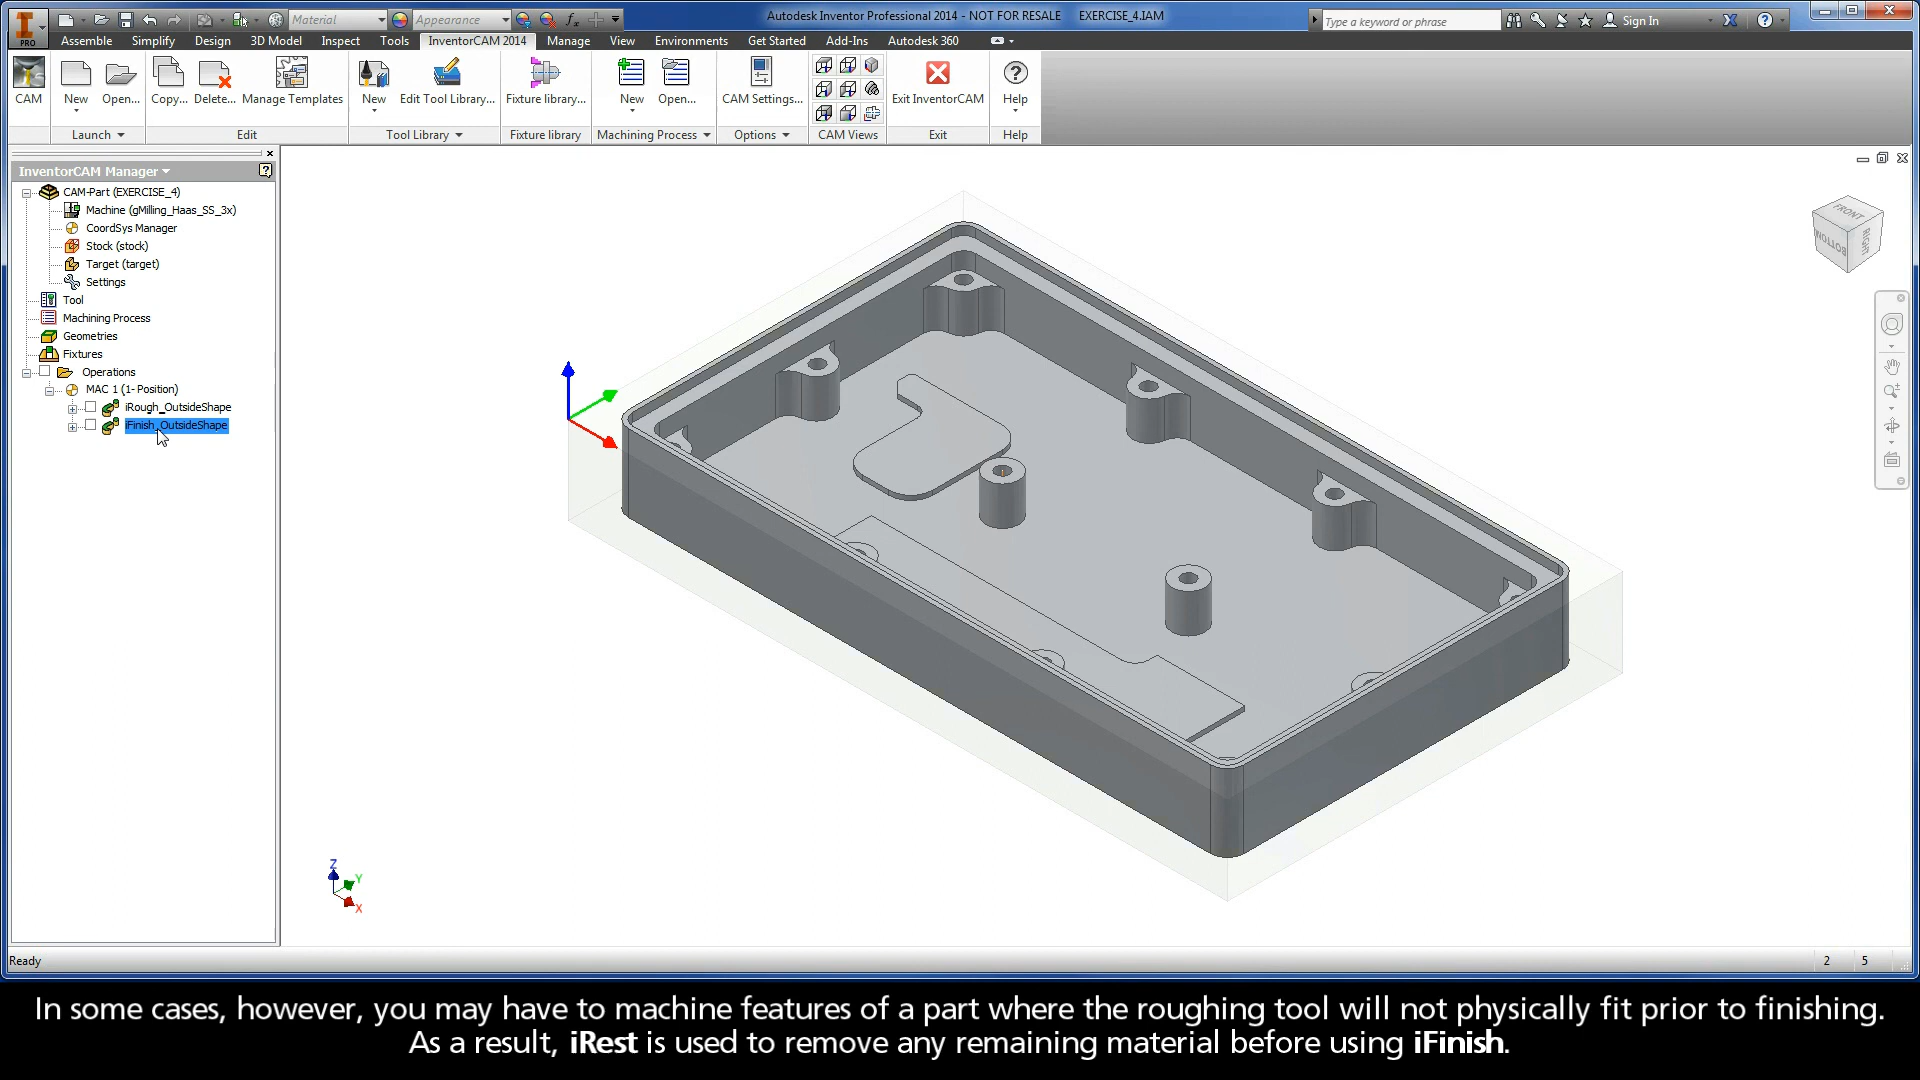 Material
Appearance
Autodesk Inventor Professional 2014 - NOT FOR RESALE EXERCISE_4.IAM
Type a keyword or phrase
Sign In
PRO
Assemble Simplify Design 3D Model Inspect Tools InventorCAM 2014 Manage View Environments Get Started Add-Ins Autodesk 360
CAM New Open... Copy... Delete... Manage Templates New Edit Tool Library... Fixture library... New Open... CAM Settings... Exit InventorCAM Help
Launch Edit Tool Library Fixture library Machining Process Options CAM Views Exit Help
InventorCAM Manager
CAM-Part (EXERCISE_4)
Machine (gMilling_Haas_SS_3x)
CoordSys Manager
Stock (stock)
Target (target)
Settings
Tool
Machining Process
Geometries
Fixtures
Operations
MAC 1 (1- Position)
iRough_OutsideShape
iFinish_OutsideShape
FRONT
BOTTOM
RIGHT
Z
Y
X
Ready
2 5
In some cases, however, you may have to machine features of a part where the roughing tool will not physically fit prior to finishing.
As a result, iRest is used to remove any remaining material before using iFinish.